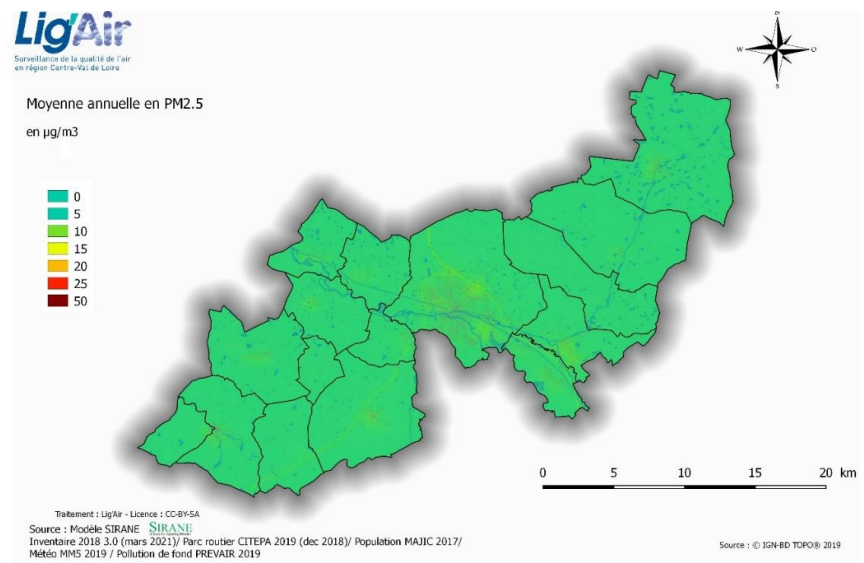 Lig'Air
Surveillance de la qualité de l'air
en région Centre-Val de Loire
N
W
O
S
Moyenne annuelle en PM2.5
en µg/m3
0
5
10
15
20
25
50
0 5 10 15 20 km
Traitement : Lig'Air - Licence : CC-BY-SA
Source : Modèle SIRANE SIRANE
Inventaire 2018 3.0 (mars 2021)/ Parc routier CITEPA 2019 (dec 2018)/ Population MAJIC 2017/
Météo MM5 2019 / Pollution de fond PREVAIR 2019
Source : © IGN-BD TOPO® 2019